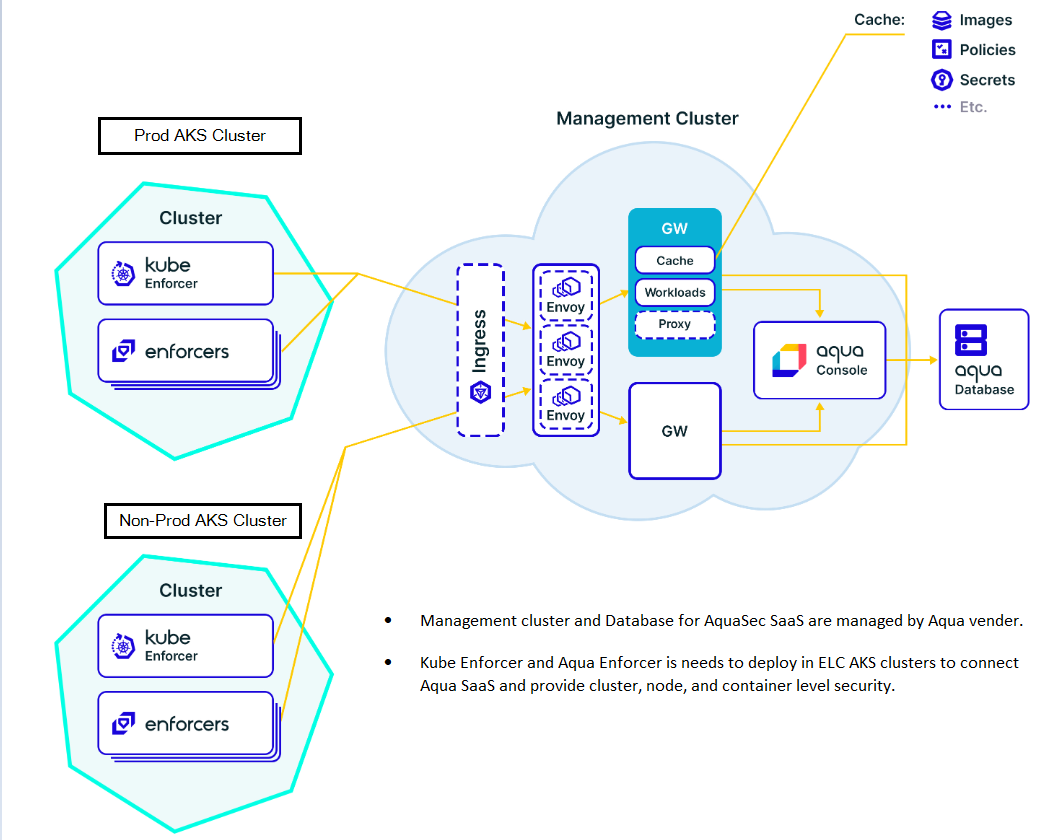 Cache:
Images
Policies
Secrets
Etc.
Management Cluster
Prod AKS Cluster
Cluster
kube
Enforcer
enforcers
Ingress
Envoy
Envoy
Envoy
GW
Cache
Workloads
Proxy
GW
aqua
Console
aqua
Database
Non-Prod AKS Cluster
Cluster
kube
Enforcer
enforcers
• Management cluster and Database for AquaSec SaaS are managed by Aqua vender.
• Kube Enforcer and Aqua Enforcer is needs to deploy in ELC AKS clusters to connect
Aqua SaaS and provide cluster, node, and container level security.